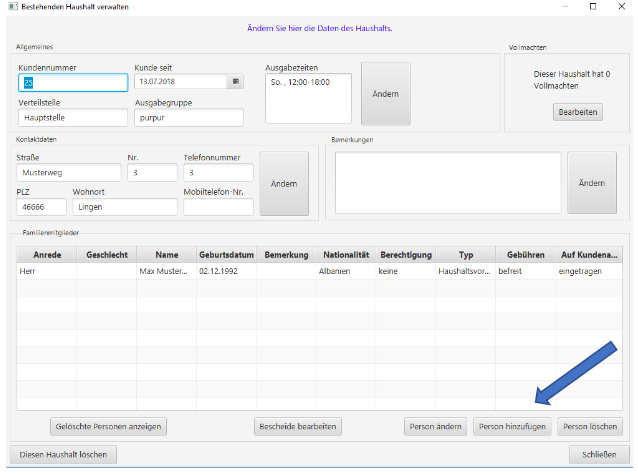 Bestehenden Haushalt verwalten
Ändern Sie hier die Daten des Haushalts.
Allgemeines
Kundennummer
Kunde seit
Ausgabezeiten
25
13.07.2018
So. , 12:00-18:00
Ändern
Verteilstelle
Ausgabegruppe
Hauptstelle
purpur
Vollmachten
Dieser Haushalt hat 0
Vollmachten
Bearbeiten
Kontaktdaten
Straße
Nr.
Telefonnummer
Musterweg
3
3
Ändern
PLZ
Wohnort
Mobiltelefon-Nr.
46666
Lingen
Bemerkungen
Ändern
Familienmitglieder
Anrede Geschlecht Name Geburtsdatum Bemerkung Nationalität Berechtigung Typ Gebühren Auf Kundena...
Herr Max Muster... 02.12.1992 Albanien keine Haushaltsvor... befreit eingetragen
Gelöschte Personen anzeigen
Bescheide bearbeiten
Person ändern
Person hinzufügen
Person löschen
Diesen Haushalt löschen
Schließen